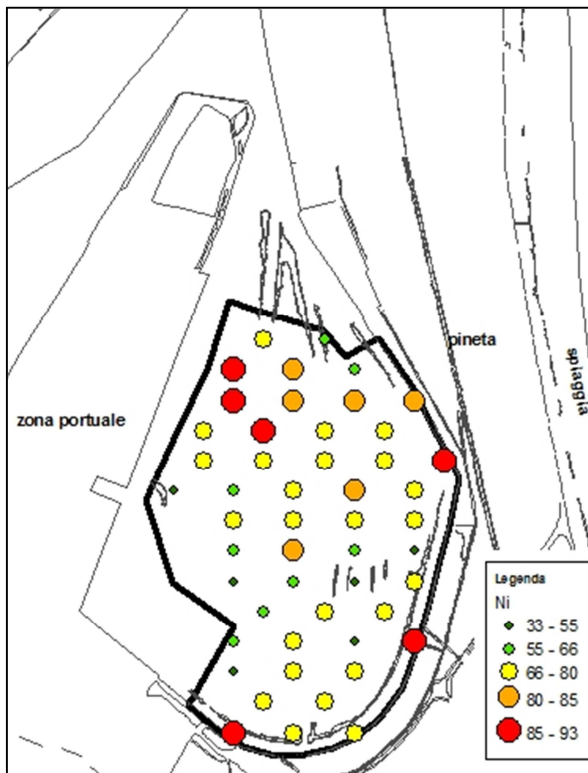 pineta
spiaggia
zona portuale
Legenda
Ni
33 - 55
55 - 66
66 - 80
80 - 85
85 - 93